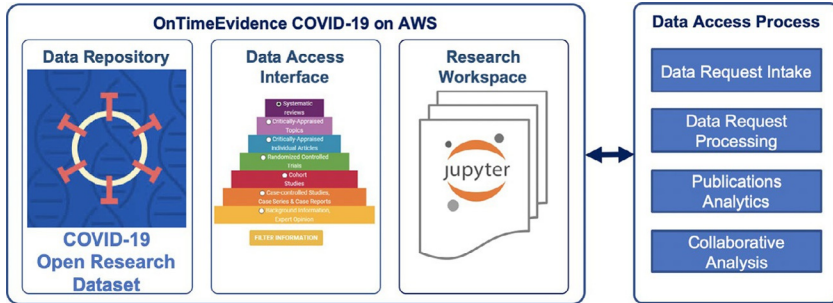 OnTimeEvidence COVID-19 on AWS
Data Repository
COVID-19
Open Research
Dataset
Data Access
Interface
Systematic
reviews
Critically-Appraised
Topics
Critically-Appraised
Individual Articles
Randomized Controlled
Trials
Cohort
Studies
Case-controlled Studies,
Case Series & Case Reports
Background Information,
Expert Opinion
FILTER INFORMATION
Research
Workspace
jupyter
Data Access Process
Data Request Intake
Data Request
Processing
Publications
Analytics
Collaborative
Analysis